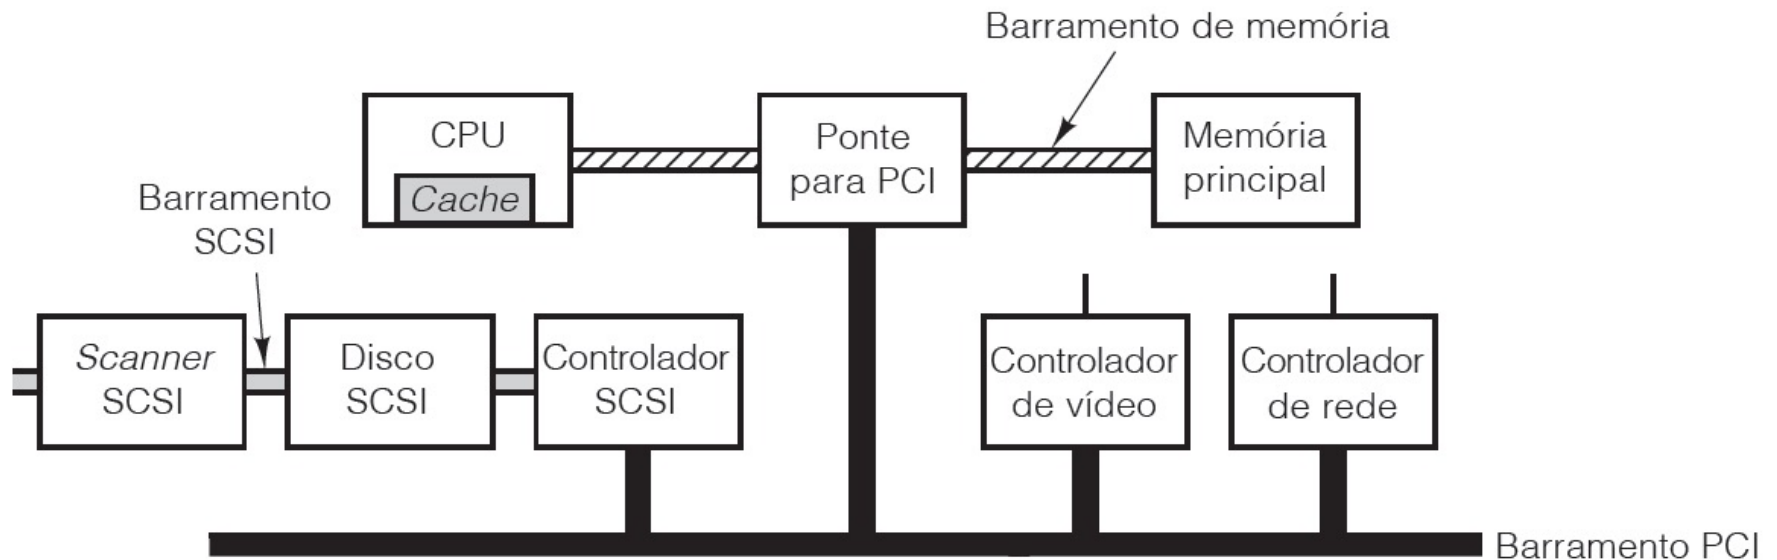 Barramento de memória
CPU
Cache
Ponte
para PCI
Memória
principal
Barramento
SCSI
Scanner
SCSI
Disco
SCSI
Controlador
SCSI
Controlador
de vídeo
Controlador
de rede
Barramento PCI